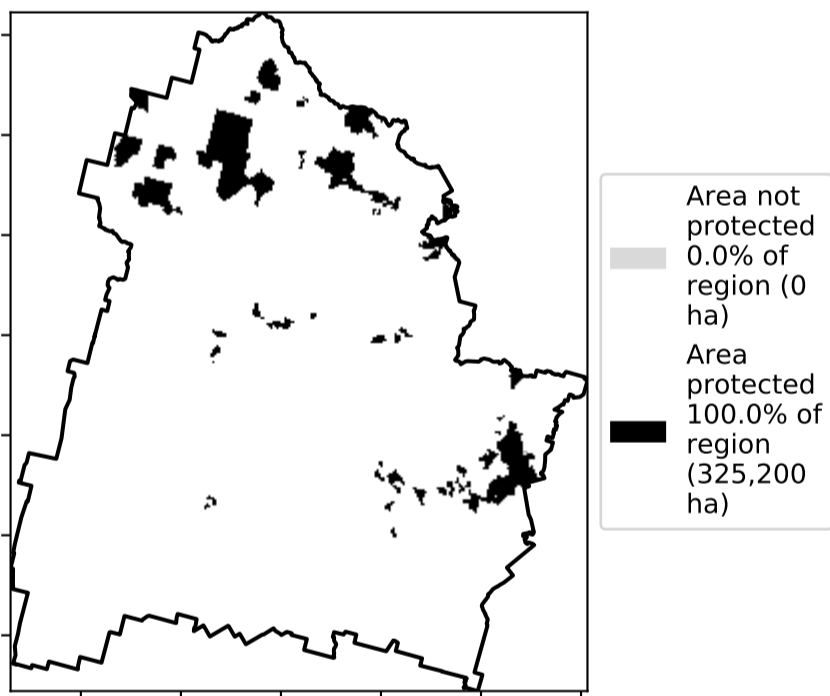 Area not
protected
0.0% of
region (0
ha)
Area
protected
100.0% of
region
(325,200
ha)